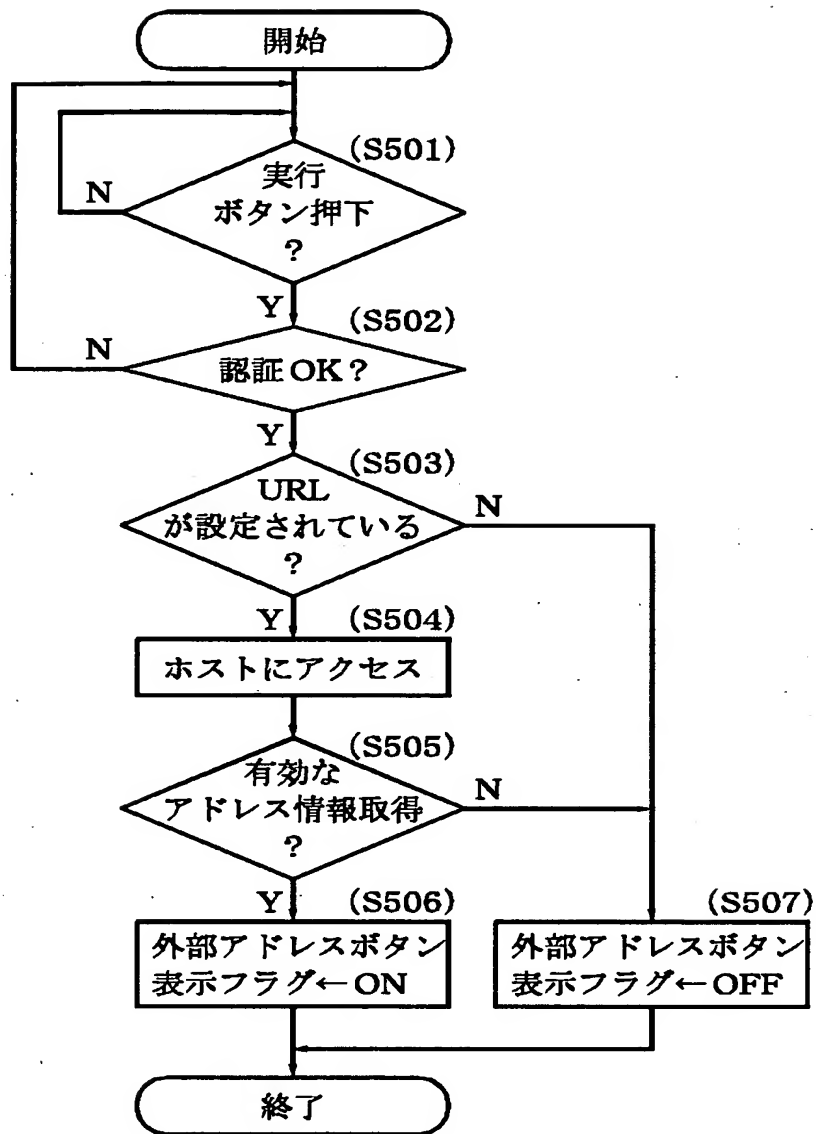 開始
(S501)
実行
ボタン押下
?
N
Y
(S502)
認証OK?
N
Y
(S503)
URL
が設定されている
?
N
Y
(S504)
ホストにアクセス
(S505)
有効な
アドレス情報取得
?
N
Y
(S506)
外部アドレスボタン
表示フラグ←ON
(S507)
外部アドレスボタン
表示フラグ←OFF
終了